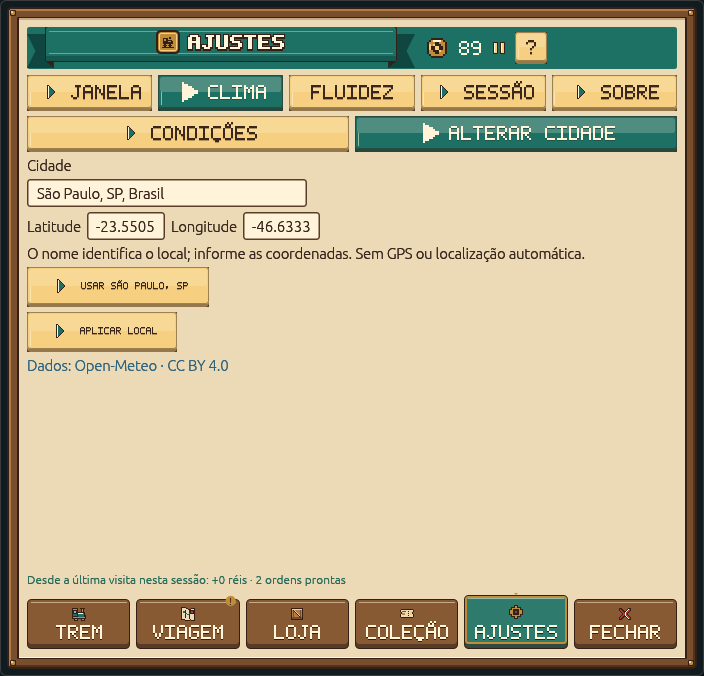 AJUSTES
89
?
JANELA
CLIMA
FLUIDEZ
SESSÃO
SOBRE
CONDIÇÕES
ALTERAR CIDADE
Cidade
São Paulo, SP, Brasil
Latitude -23.5505 Longitude -46.6333
O nome identifica o local; informe as coordenadas. Sem GPS ou localização automática.
USAR SÃO PAULO, SP
APLICAR LOCAL
Dados: Open-Meteo · CC BY 4.0
Desde a última visita nesta sessão: +0 réis · 2 ordens prontas
TREM
VIAGEM
LOJA
COLEÇÃO
AJUSTES
FECHAR